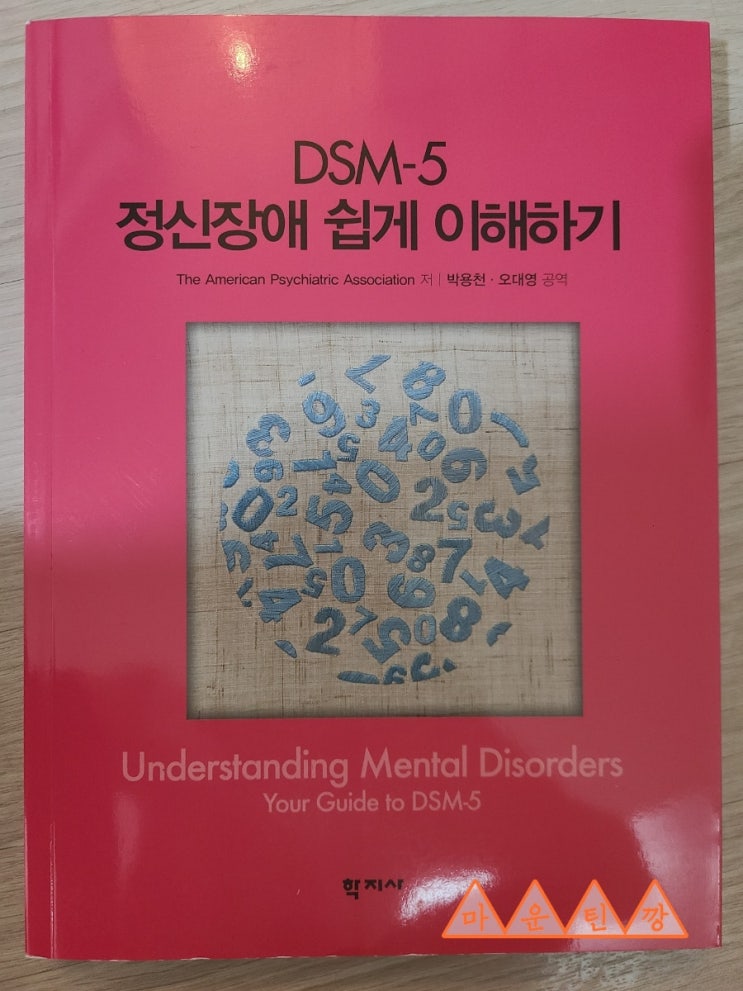 DSM-5
정신장애 쉽게 이해하기
The American Psychiatric Association 저 | 박용천 · 오대영 공역
Understanding Mental Disorders
Your Guide to DSM-5
학지사
마운틴깡